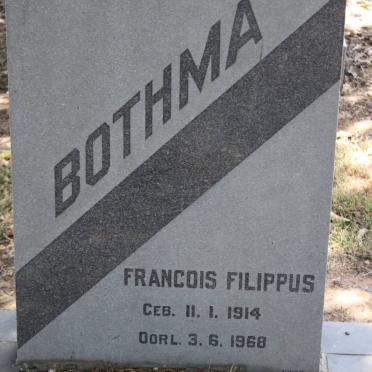 BOTHMA
FRANCOIS FILIPPUS
GEB. 11. 1. 1914
OORL. 3. 6. 1968